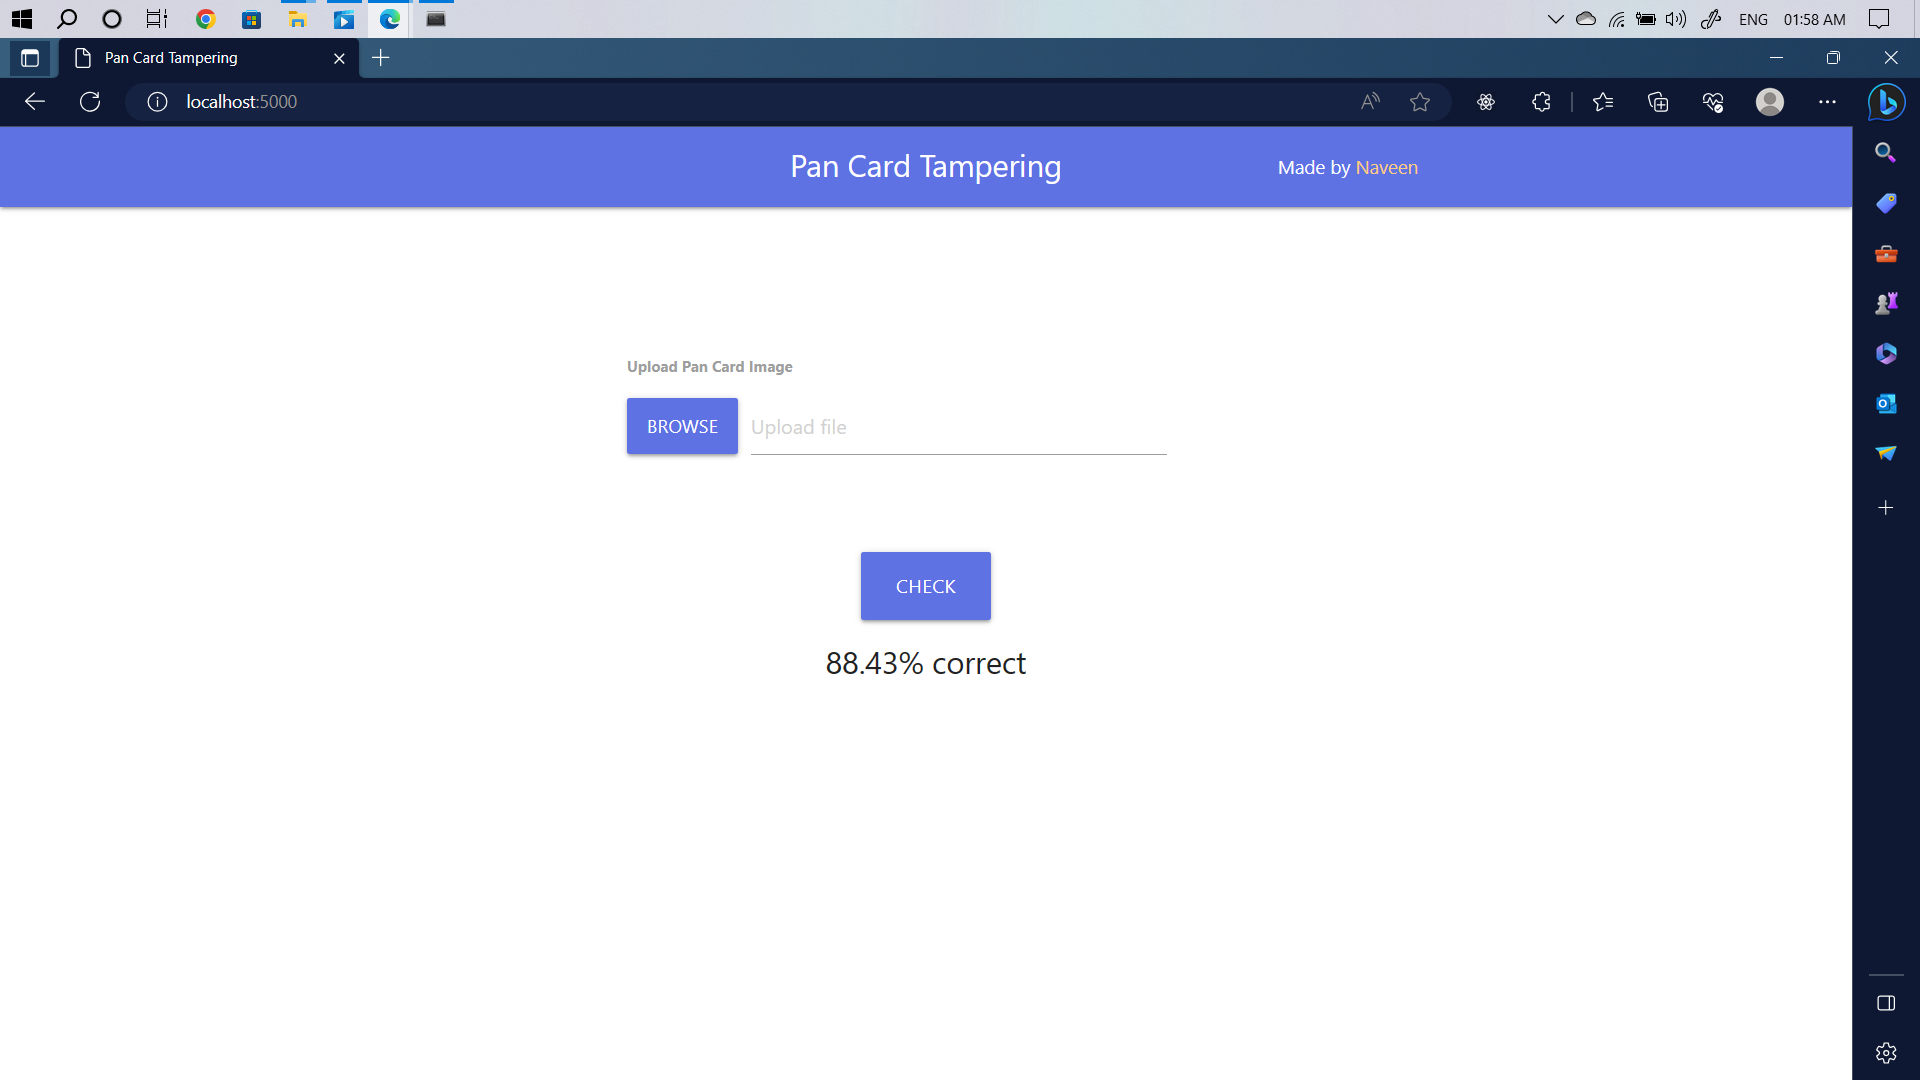 ENG 01:58 AM
Pan Card Tampering
localhost:5000
Pan Card Tampering
Made by Naveen
Upload Pan Card Image
BROWSE Upload file
CHECK
88.43% correct